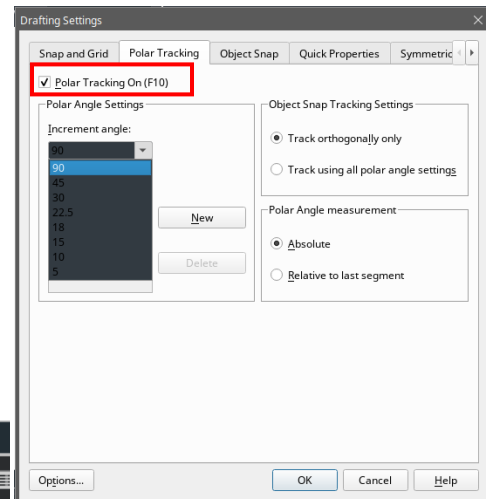 Drafting Settings
Snap and Grid
Polar Tracking
Object Snap
Quick Properties
Symmetric
Polar Tracking On (F10)
Polar Angle Settings
Increment angle:
90
90
45
30
22.5
18
15
10
5
New
Delete
Object Snap Tracking Settings
Track orthogonally only
Track using all polar angle settings
Polar Angle measurement
Absolute
Relative to last segment
Options...
OK
Cancel
Help